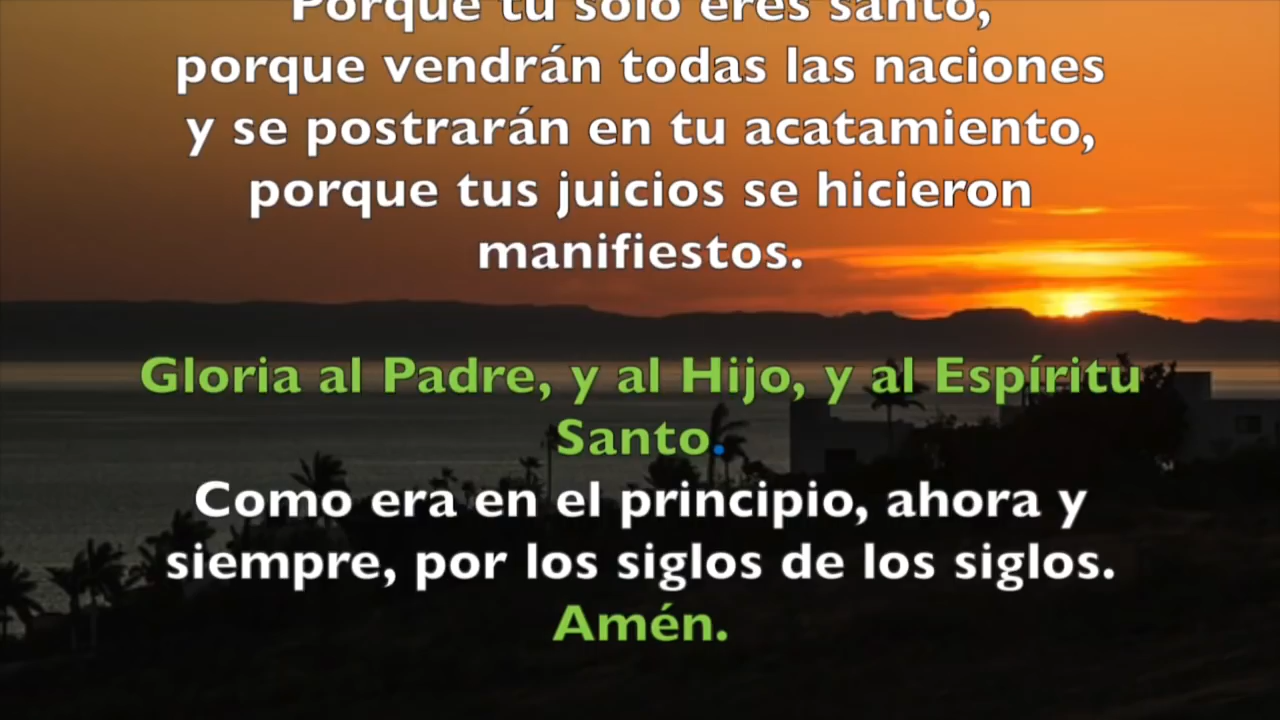 Porque tú solo eres santo,
porque vendrán todas las naciones
y se postrarán en tu acatamiento,
porque tus juicios se hicieron
manifiestos.
Gloria al Padre, y al Hijo, y al Espíritu
Santo.
Como era en el principio, ahora y
siempre, por los siglos de los siglos.
Amén.